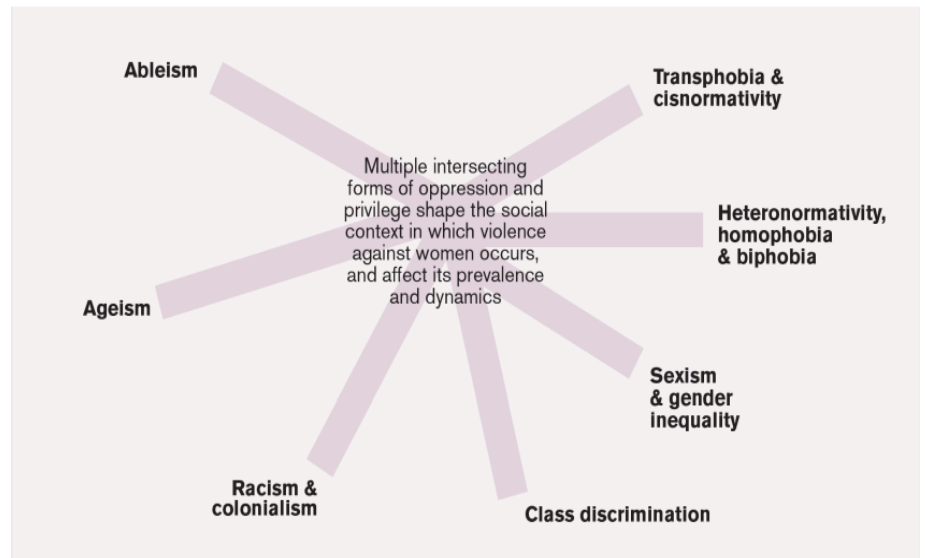 Ableism
Transphobia &
cisnormativity
Multiple intersecting
forms of oppression and
privilege shape the social
context in which violence
against women occurs,
and affect its prevalence
and dynamics
Heteronormativity,
homophobia
& biphobia
Ageism
Sexism
& gender
inequality
Racism &
colonialism
Class discrimination